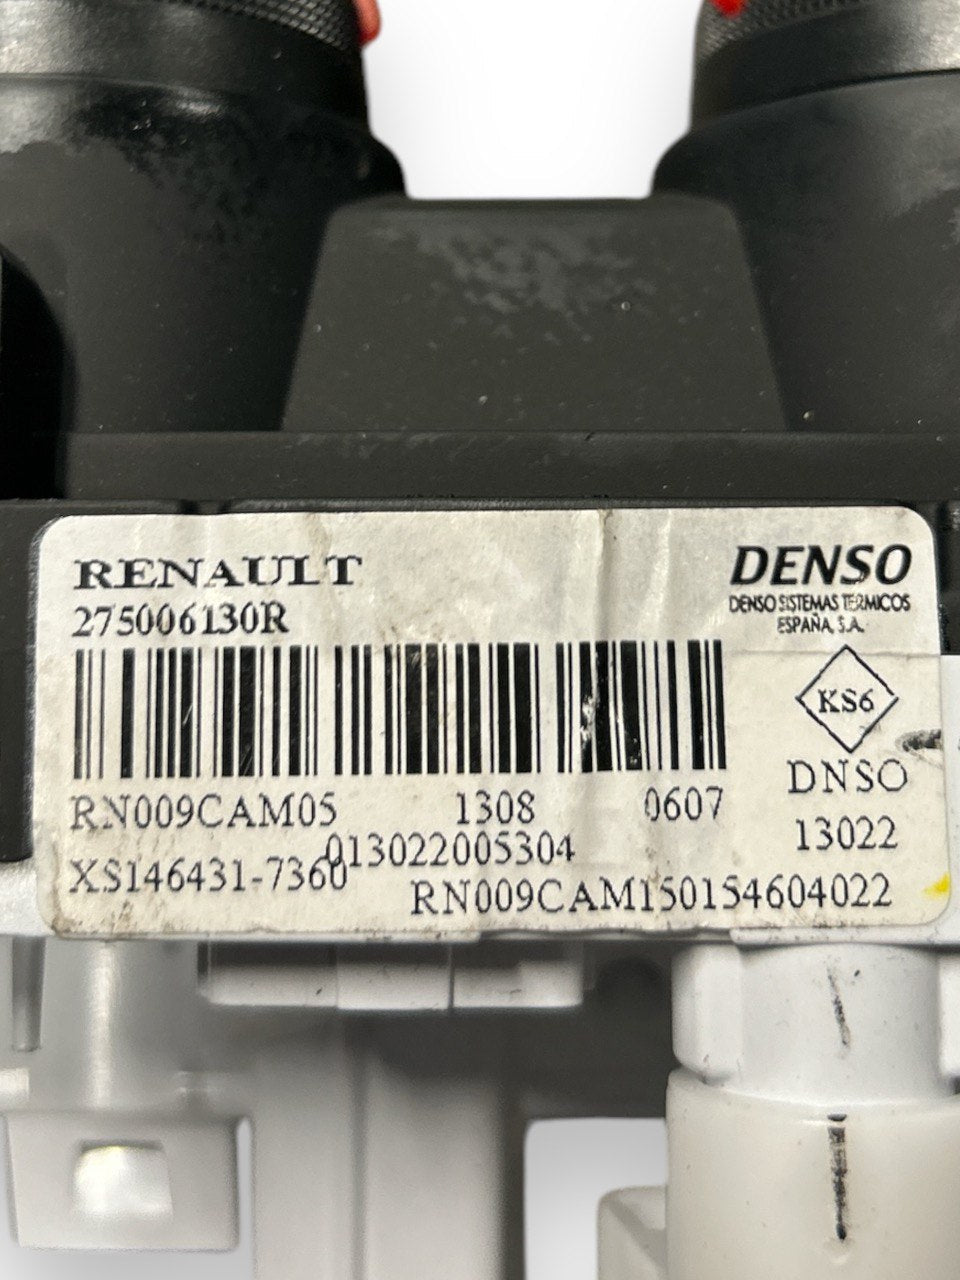 RENAULT
275006130R
DENSO
DENSO SISTEMAS TERMICOS
ESPAÑA, S.A.
KS6
DNSO
13022
RN009CAM05 1308 0607
013022005304
XS146431-7360
RN009CAM150154604022